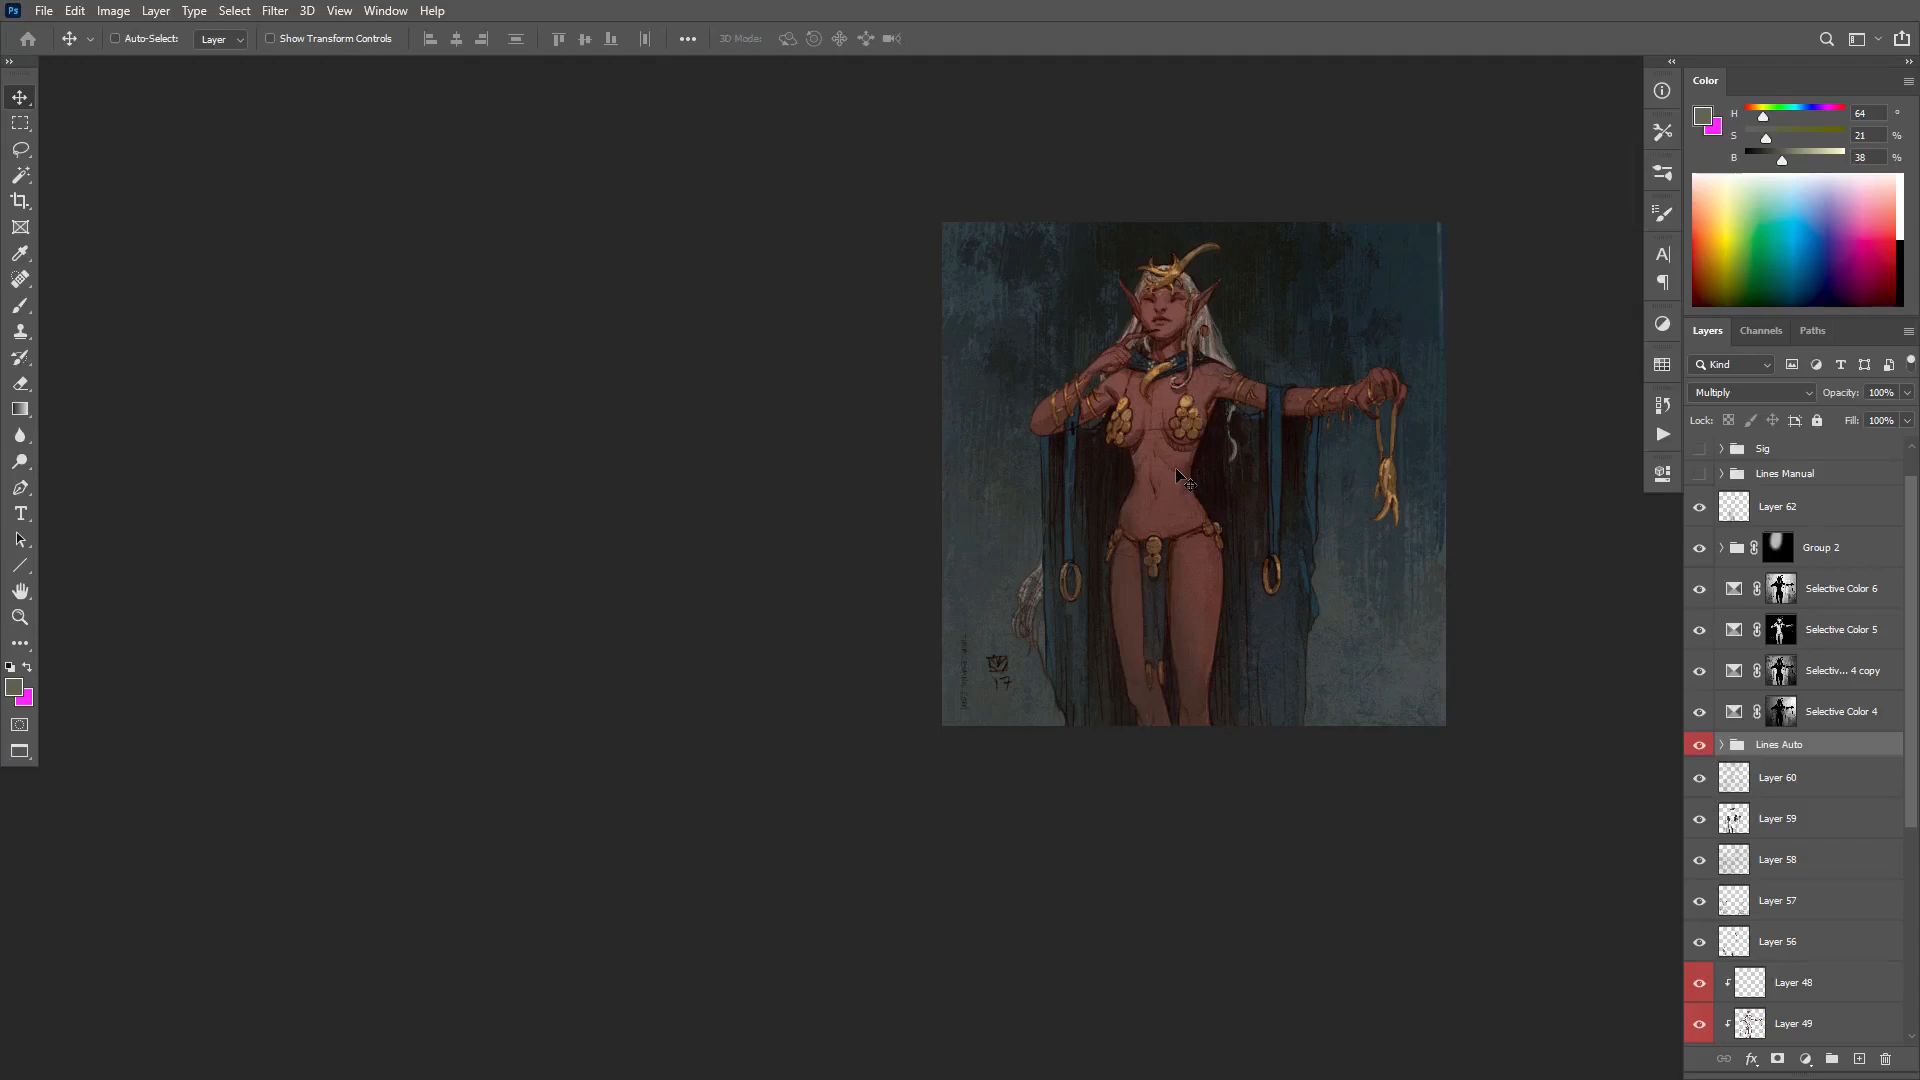 Ps File Edit Image Layer Type Select Filter 3D View Window Help
Auto-Select: Layer Show Transform Controls 3D Mode:
Color
H 64 °
S 21 %
B 38 %
Layers Channels Paths
Kind
Multiply Opacity: 100%
Lock: Fill: 100%
Sig
Lines Manual
Layer 62
Group 2
Selective Color 6
Selective Color 5
Selectiv... 4 copy
Selective Color 4
Lines Auto
Layer 60
Layer 59
Layer 58
Layer 57
Layer 56
Layer 48
Layer 49
fx
17